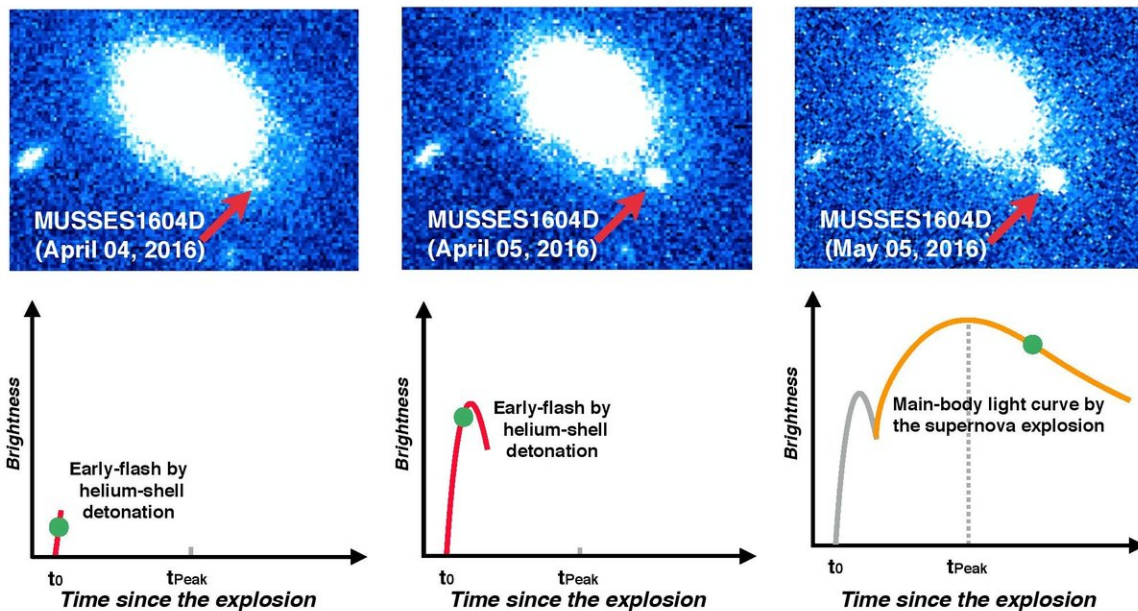 MUSSES1604D
(April 04, 2016)
MUSSES1604D
(April 05, 2016)
MUSSES1604D
(May 05, 2016)
Brightness
Early-flash by
helium-shell
detonation
t0
tPeak
Time since the explosion
Brightness
Early-flash by
helium-shell
detonation
t0
tPeak
Time since the explosion
Brightness
Main-body light curve by
the supernova explosion
t0
tPeak
Time since the explosion